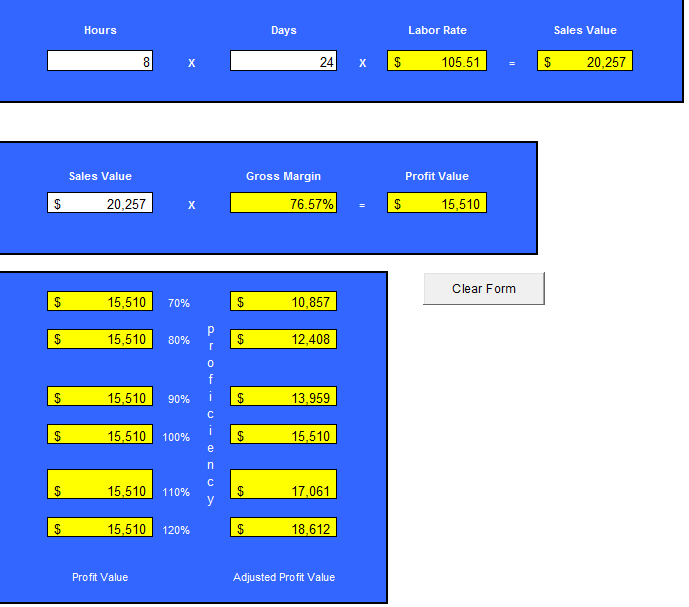 Hours Days Labor Rate Sales Value
8 X 24 X $ 105.51 = $ 20,257
Sales Value Gross Margin Profit Value
$ 20,257 X 76.57% = $ 15,510
Clear Form
$ 15,510 70% $ 10,857
$ 15,510 80% $ 12,408
$ 15,510 90% $ 13,959
$ 15,510 100% $ 15,510
$ 15,510 110% $ 17,061
$ 15,510 120% $ 18,612
proficiency
Profit Value Adjusted Profit Value